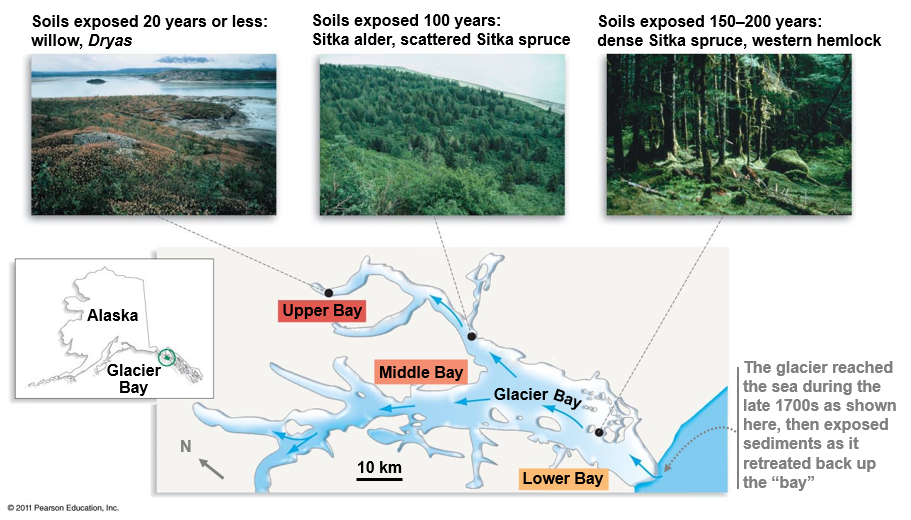 Soils exposed 20 years or less:
willow, Dryas
Soils exposed 100 years:
Sitka alder, scattered Sitka spruce
Soils exposed 150–200 years:
dense Sitka spruce, western hemlock
Alaska
Glacier
Bay
Upper Bay
Middle Bay
Glacier Bay
Lower Bay
N
10 km
The glacier reached
the sea during the
late 1700s as shown
here, then exposed
sediments as it
retreated back up
the “bay”
© 2011 Pearson Education, Inc.